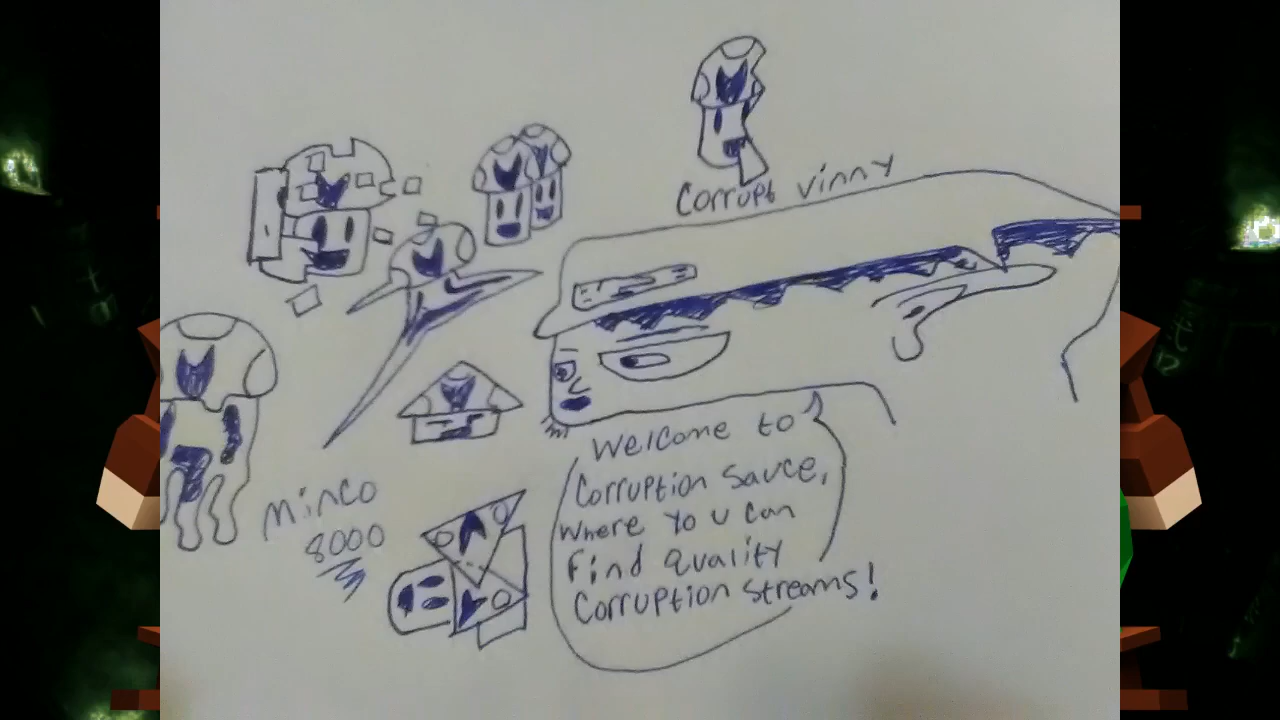 Corrupt vinny
Minco
8000
Welcome to
Corruption Sauce,
Where you can
Find quality
Corruption streams!